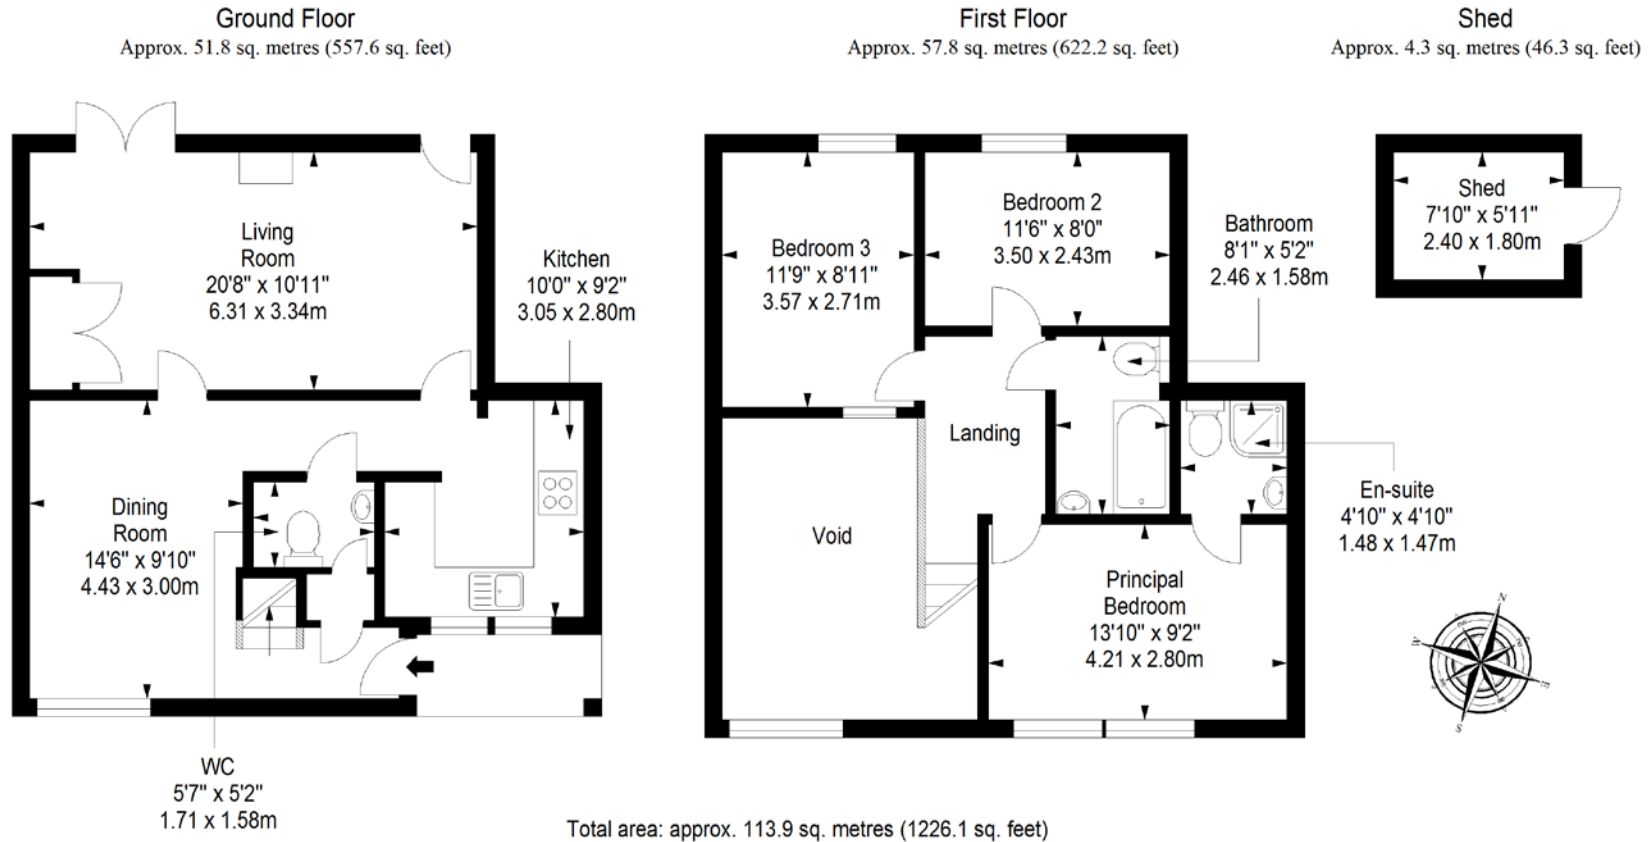 Ground Floor
Approx. 51.8 sq. metres (557.6 sq. feet)
First Floor
Approx. 57.8 sq. metres (622.2 sq. feet)
Shed
Approx. 4.3 sq. metres (46.3 sq. feet)
Living
Room
20'8" x 10'11"
6.31 x 3.34m
Kitchen
10'0" x 9'2"
3.05 x 2.80m
Dining
Room
14'6" x 9'10"
4.43 x 3.00m
WC
5'7" x 5'2"
1.71 x 1.58m
Bedroom 3
11'9" x 8'11"
3.57 x 2.71m
Bedroom 2
11'6" x 8'0"
3.50 x 2.43m
Bathroom
8'1" x 5'2"
2.46 x 1.58m
Landing
Void
En-suite
4'10" x 4'10"
1.48 x 1.47m
Principal
Bedroom
13'10" x 9'2"
4.21 x 2.80m
Shed
7'10" x 5'11"
2.40 x 1.80m
N
W
E
S
Total area: approx. 113.9 sq. metres (1226.1 sq. feet)